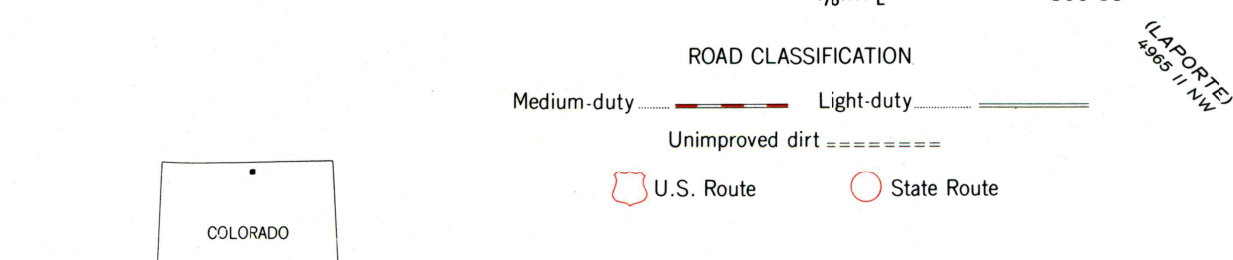 (LAPORTE)
4965 II NW
ROAD CLASSIFICATION
Medium-duty Light-duty
Unimproved dirt
U.S. Route State Route
COLORADO